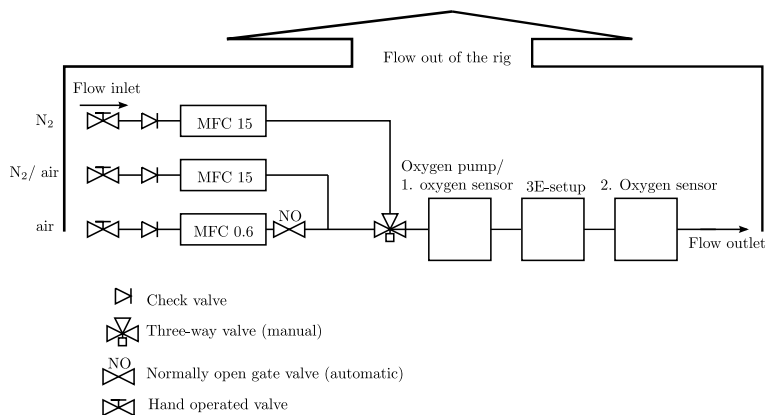 Flow out of the rig
Flow inlet
N2
MFC 15
N2/ air
MFC 15
Oxygen pump/
1. oxygen sensor
3E-setup
2. Oxygen sensor
air
MFC 0.6
NO
Flow outlet
Check valve
Three-way valve (manual)
NO
Normally open gate valve (automatic)
Hand operated valve